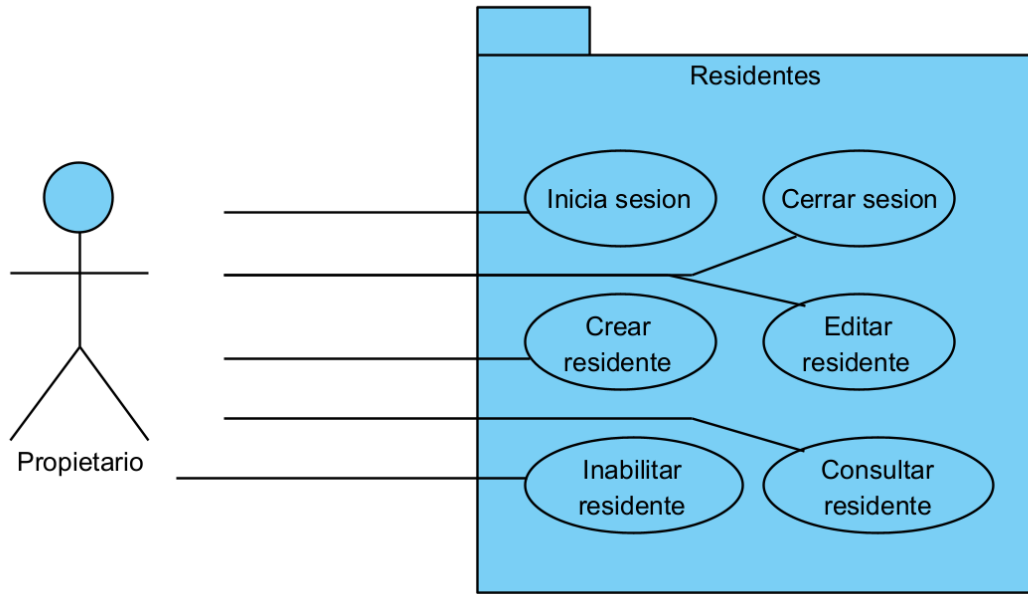 Residentes
Inicia sesion
Cerrar sesion
Crear
residente
Editar
residente
Propietario
Inabilitar
residente
Consultar
residente